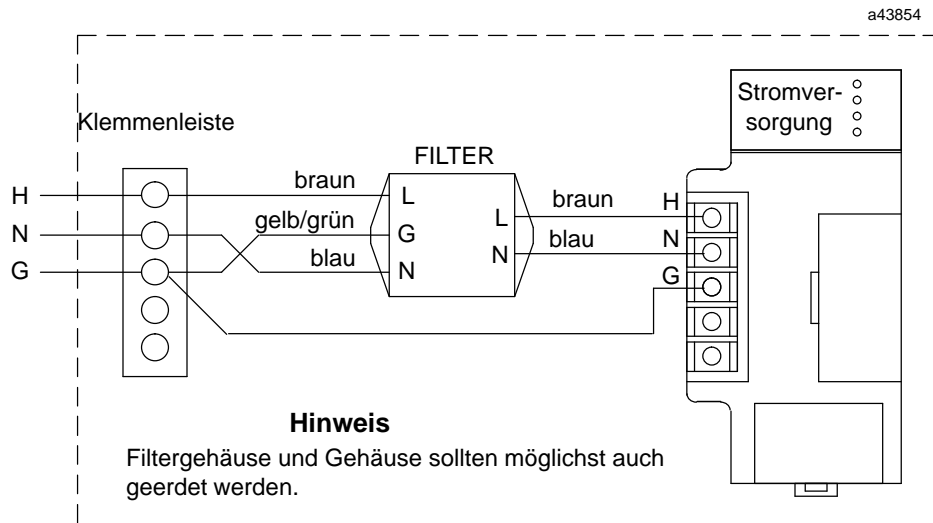 a43854
Stromver-
sorgung
Klemmenleiste
FILTER
H
braun
L
braun
H
L
N
gelb/grün
G
N
blau
N
G
blau
N
G
Hinweis
Filtergehäuse und Gehäuse sollten möglichst auch
geerdet werden.